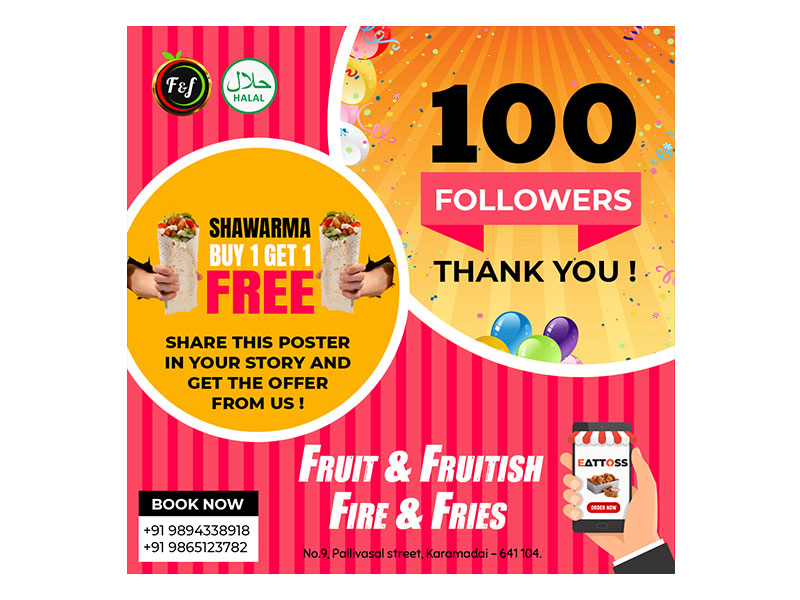 F&f
حلال
HALAL
100
FOLLOWERS
THANK YOU !
SHAWARMA
BUY 1 GET 1
FREE
SHARE THIS POSTER
IN YOUR STORY AND
GET THE OFFER
FROM US !
FRUIT & FRUITISH
FIRE & FRIES
No.9, Pallivasal street, Karamadai – 641 104.
BOOK NOW
+91 9894338918
+91 9865123782
EATTOSS
ORDER NOW